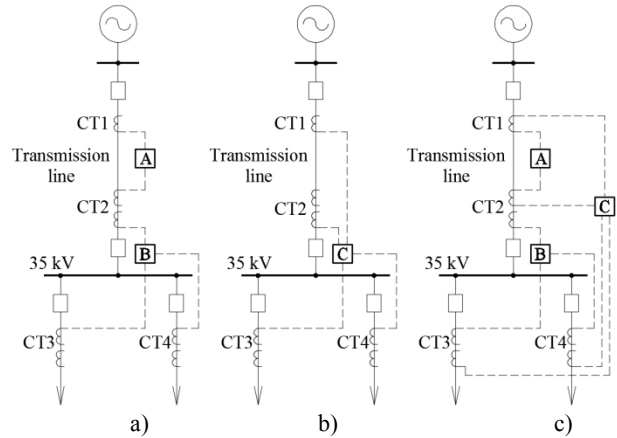 CT1
A
Transmission
line
CT2
B
35 kV
CT3
CT4
a)
CT1
Transmission
line
CT2
C
35 kV
CT3
CT4
b)
CT1
A
Transmission
line
C
CT2
B
35 kV
CT3
CT4
c)